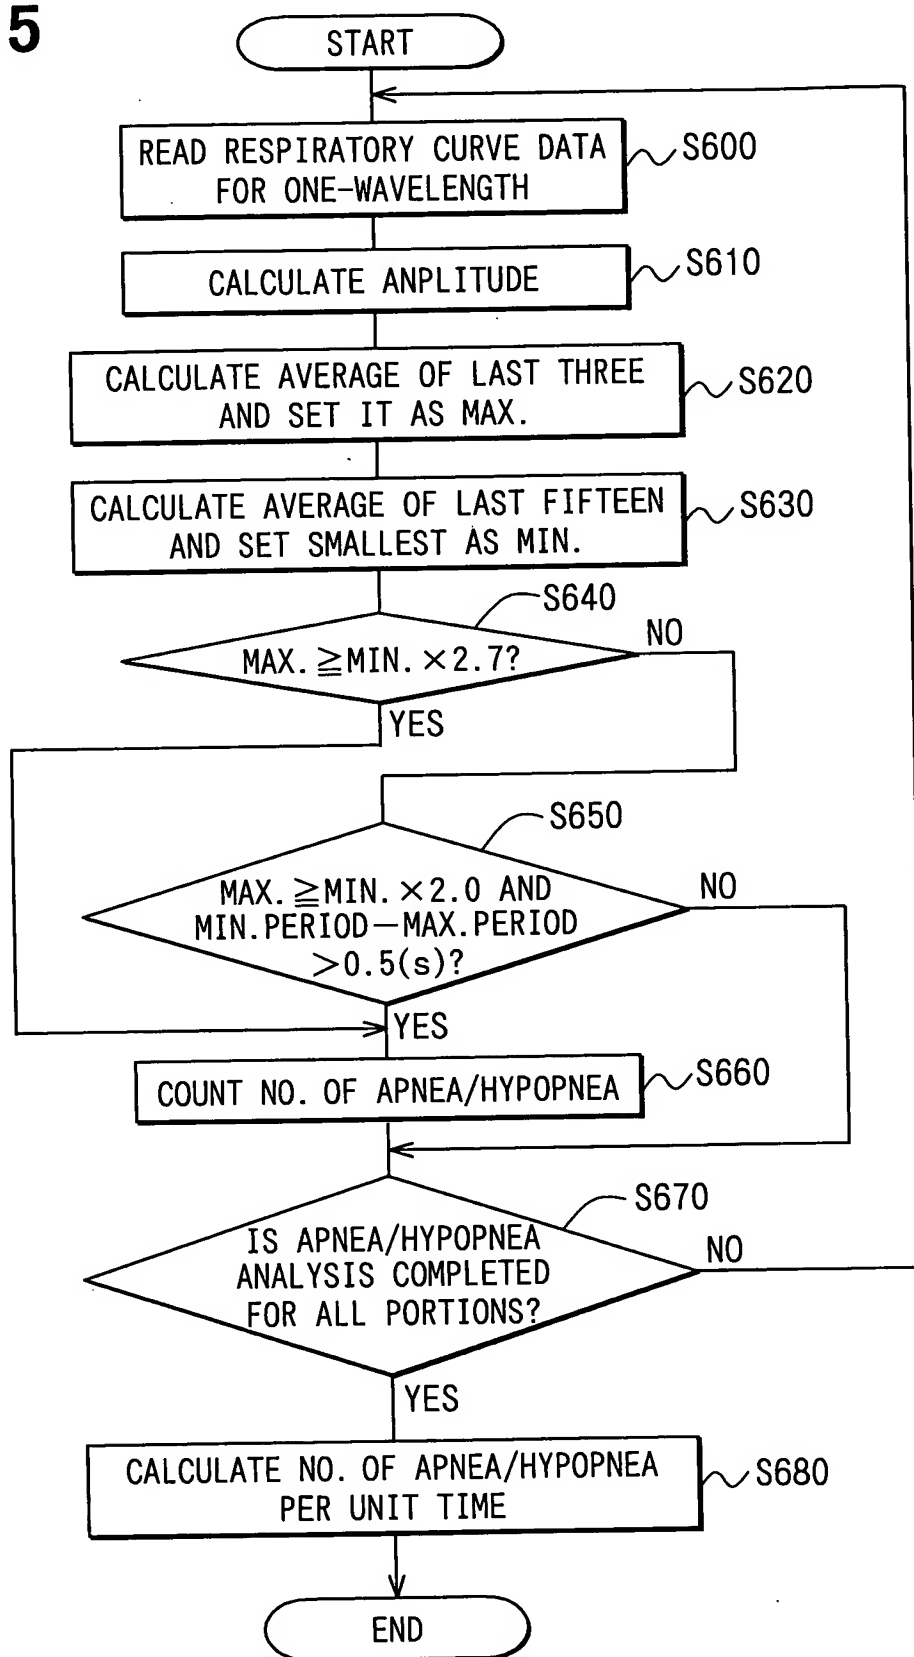 5
START
READ RESPIRATORY CURVE DATA
FOR ONE-WAVELENGTH
S600
CALCULATE ANPLITUDE
S610
CALCULATE AVERAGE OF LAST THREE
AND SET IT AS MAX.
S620
CALCULATE AVERAGE OF LAST FIFTEEN
AND SET SMALLEST AS MIN.
S630
S640
MAX.≧MIN.×2.7?
NO
YES
S650
MAX.≧MIN.×2.0 AND
MIN.PERIOD−MAX.PERIOD
>0.5(s)?
NO
YES
COUNT NO. OF APNEA/HYPOPNEA
S660
S670
IS APNEA/HYPOPNEA
ANALYSIS COMPLETED
FOR ALL PORTIONS?
NO
YES
CALCULATE NO. OF APNEA/HYPOPNEA
PER UNIT TIME
S680
END